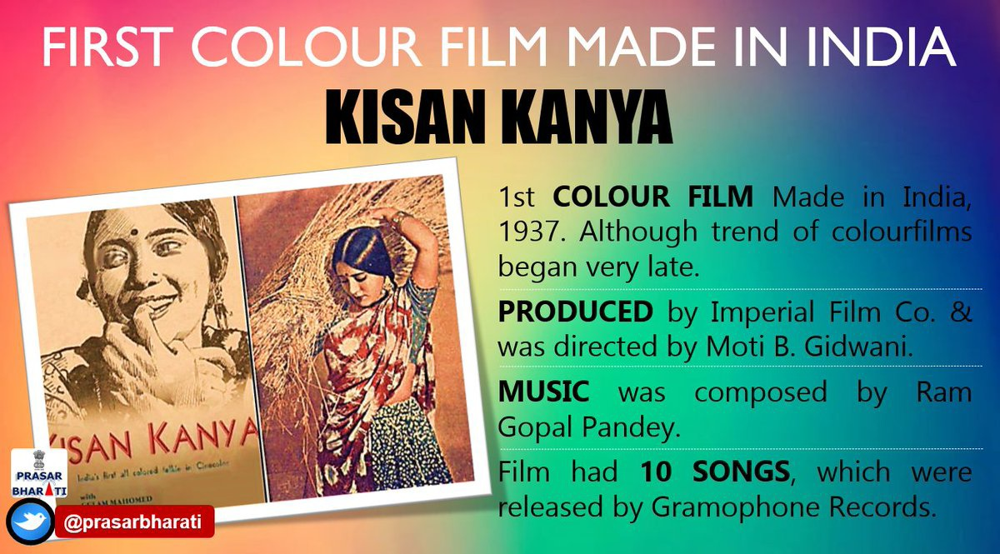 FIRST COLOUR FILM MADE IN INDIA
KISAN KANYA
1st COLOUR FILM Made in India,
1937. Although trend of colourfilms
began very late.
PRODUCED by Imperial Film Co. &
was directed by Moti B. Gidwani.
MUSIC was composed by Ram
Gopal Pandey.
Film had 10 SONGS, which were
released by Gramophone Records.
KISAN KANYA
India's first all colored talkie in Cinecolor
with
MAHOMED
PRASAR
BHARATI
@prasarbharati